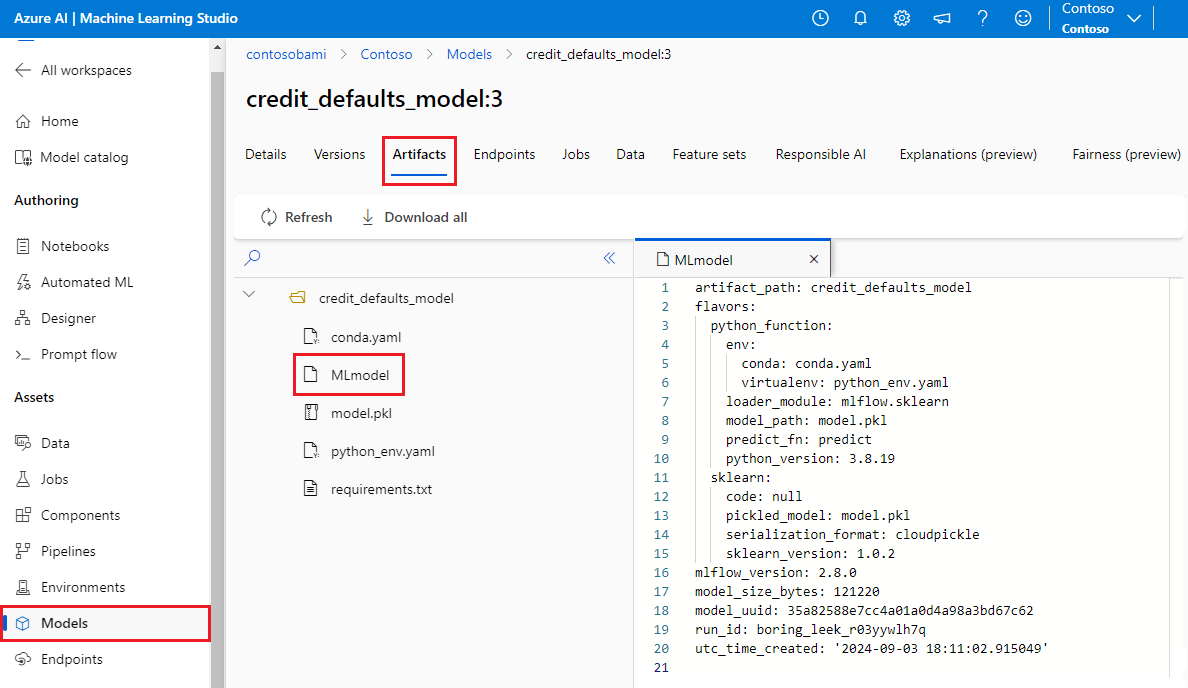 Azure AI | Machine Learning Studio
Contoso
Contoso
All workspaces
Home
Model catalog
Authoring
Notebooks
Automated ML
Designer
Prompt flow
Assets
Data
Jobs
Components
Pipelines
Environments
Models
Endpoints
contosobami > Contoso > Models > credit_defaults_model:3
credit_defaults_model:3
Details Versions Artifacts Endpoints Jobs Data Feature sets Responsible AI Explanations (preview) Fairness (preview)
Refresh Download all
credit_defaults_model
conda.yaml
MLmodel
model.pkl
python_env.yaml
requirements.txt
MLmodel
1 artifact_path: credit_defaults_model
2 flavors:
3 python_function:
4 env:
5 conda: conda.yaml
6 virtualenv: python_env.yaml
7 loader_module: mlflow.sklearn
8 model_path: model.pkl
9 predict_fn: predict
10 python_version: 3.8.19
11 sklearn:
12 code: null
13 pickled_model: model.pkl
14 serialization_format: cloudpickle
15 sklearn_version: 1.0.2
16 mlflow_version: 2.8.0
17 model_size_bytes: 121220
18 model_uuid: 35a82588e7cc4a01a0d4a98a3bd67c62
19 run_id: boring_leek_r03yywlh7q
20 utc_time_created: '2024-09-03 18:11:02.915049'
21